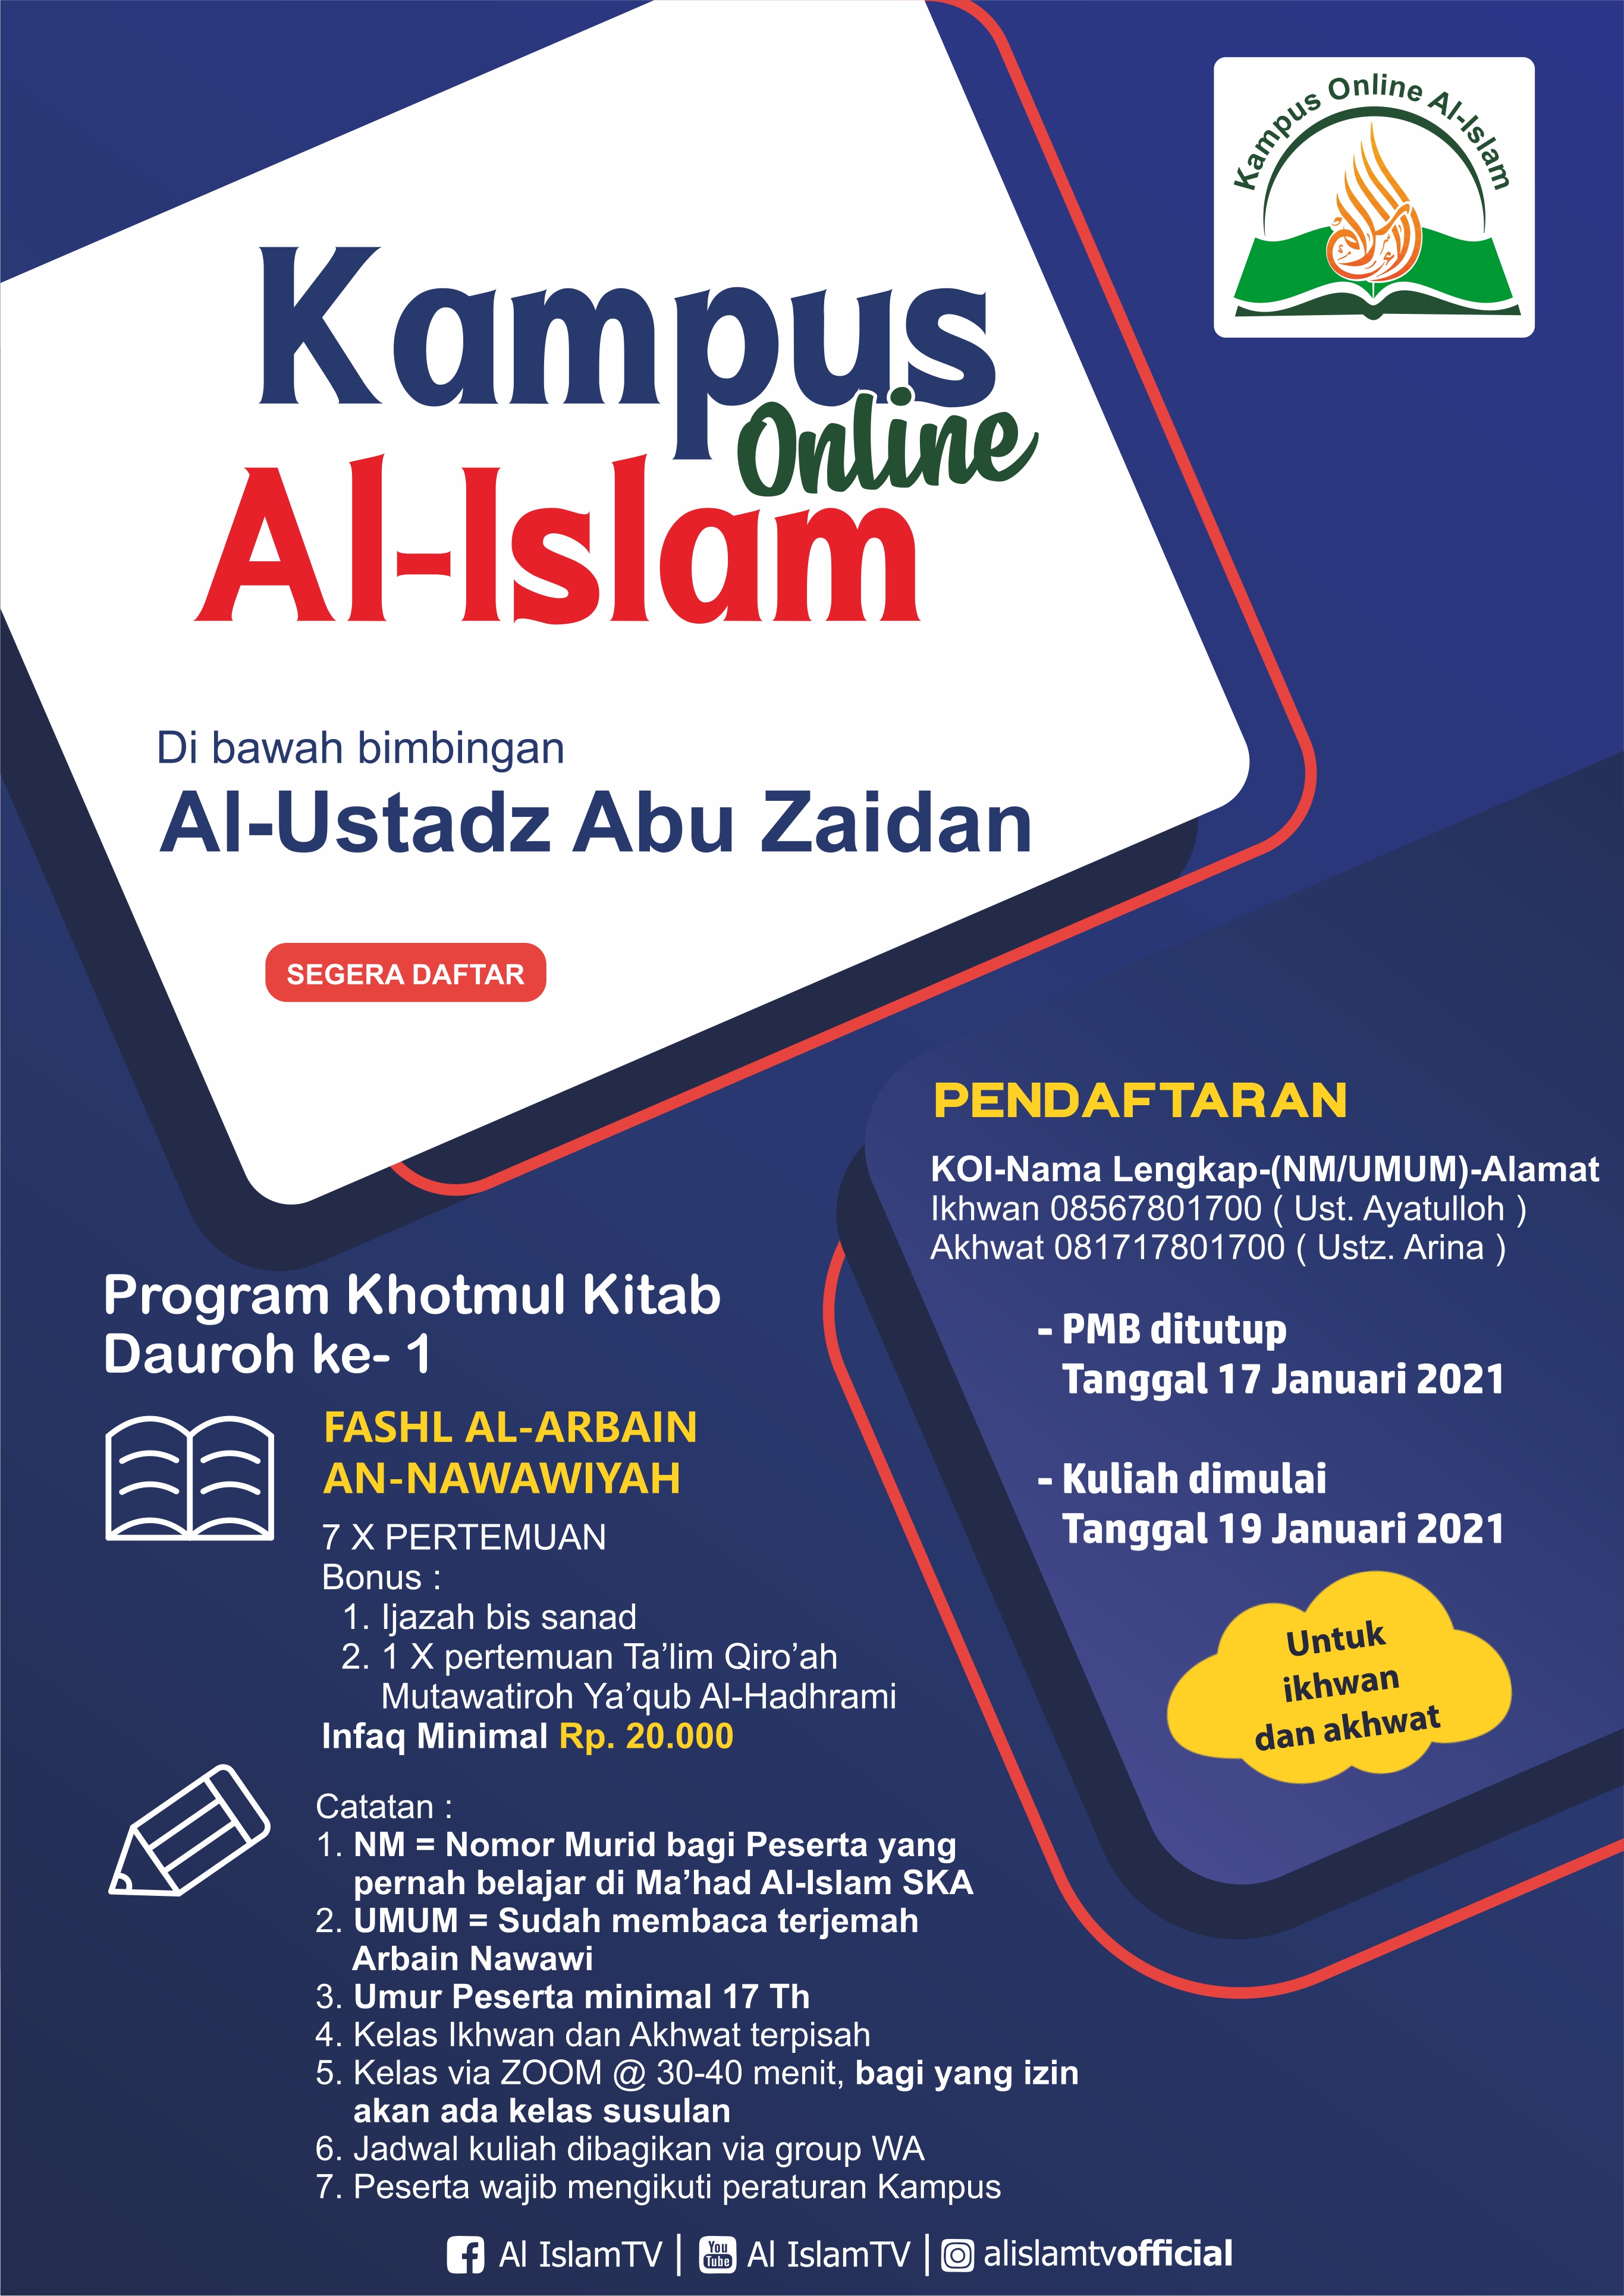 Kampus Online Al-Islam
Kampus
Online
Al-Islam
Di bawah bimbingan
Al-Ustadz Abu Zaidan
SEGERA DAFTAR
PENDAFTARAN
KOI-Nama Lengkap-(NM/UMUM)-Alamat
Ikhwan 08567801700 ( Ust. Ayatulloh )
Akhwat 081717801700 ( Ustz. Arina )
- PMB ditutup
Tanggal 17 Januari 2021
- Kuliah dimulai
Tanggal 19 Januari 2021
Untuk
ikhwan
dan akhwat
Program Khotmul Kitab
Dauroh ke- 1
FASHL AL-ARBAIN
AN-NAWAWIYAH
7 X PERTEMUAN
Bonus :
1. Ijazah bis sanad
2. 1 X pertemuan Ta’lim Qiro’ah
Mutawatiroh Ya’qub Al-Hadhrami
Infaq Minimal Rp. 20.000
Catatan :
1. NM = Nomor Murid bagi Peserta yang
pernah belajar di Ma’had Al-Islam SKA
2. UMUM = Sudah membaca terjemah
Arbain Nawawi
3. Umur Peserta minimal 17 Th
4. Kelas Ikhwan dan Akhwat terpisah
5. Kelas via ZOOM @ 30-40 menit, bagi yang izin
akan ada kelas susulan
6. Jadwal kuliah dibagikan via group WA
7. Peserta wajib mengikuti peraturan Kampus
Al IslamTV | You Tube Al IslamTV | alislamtvofficial